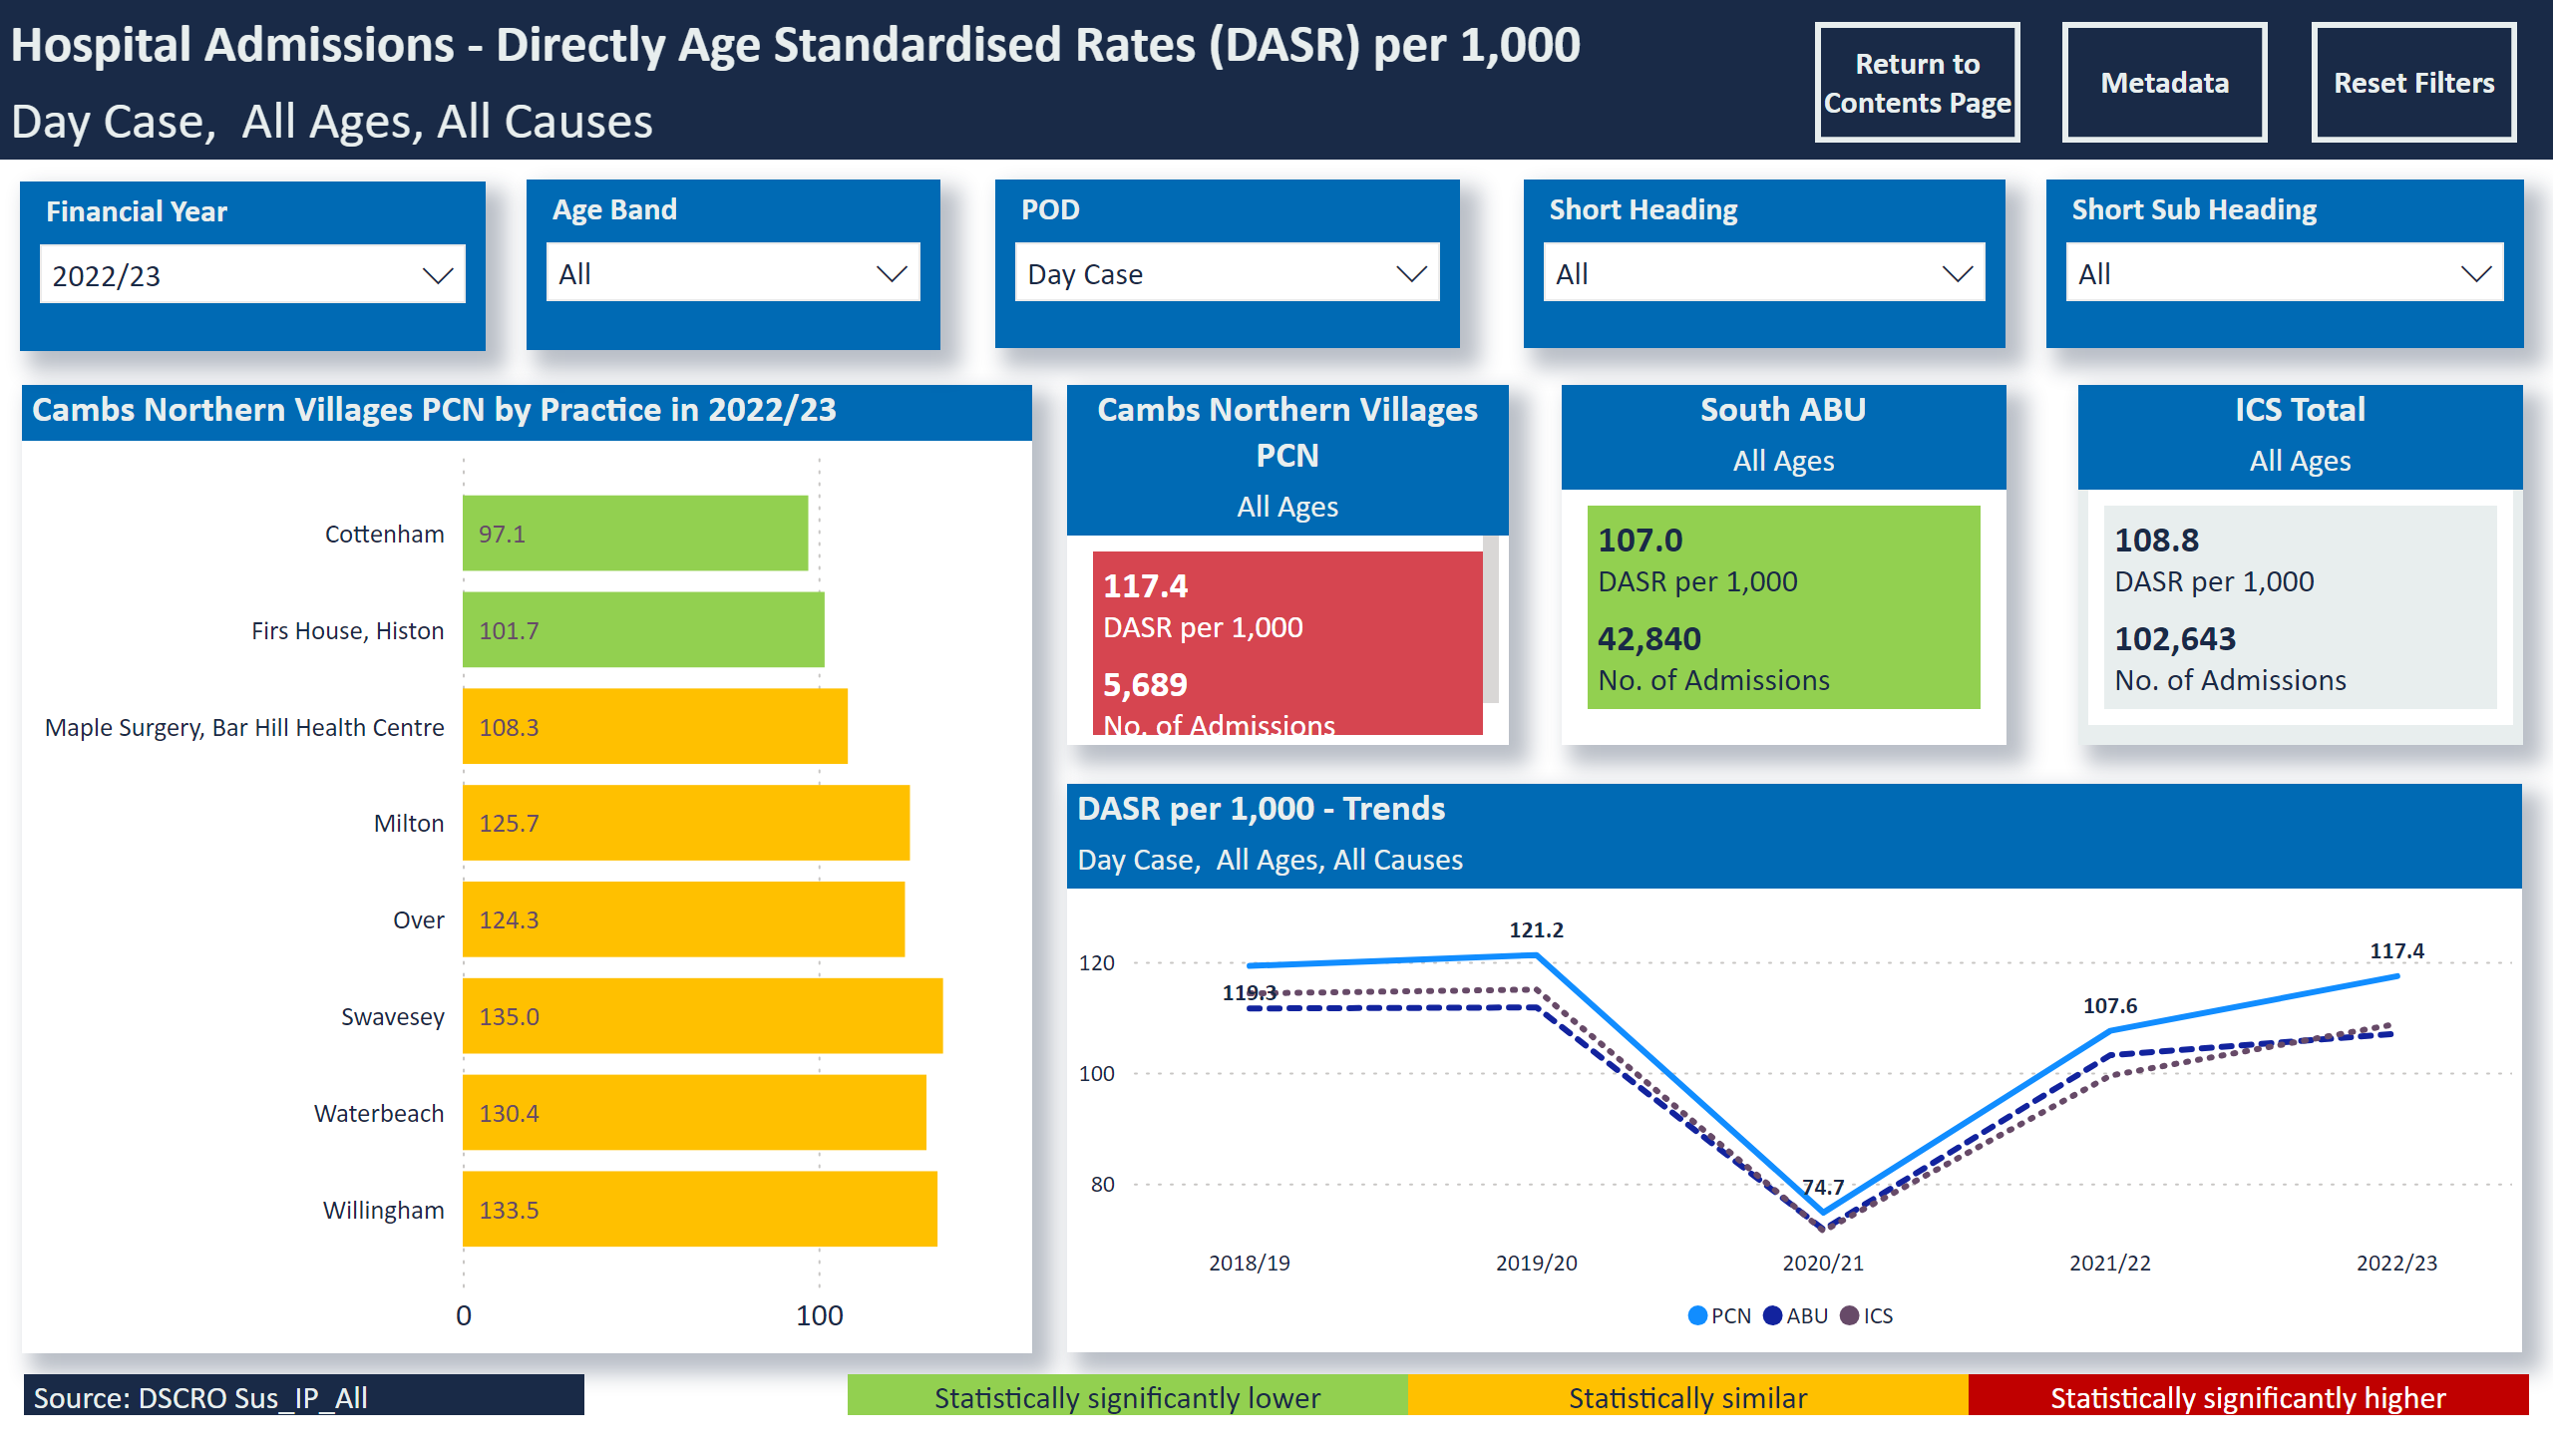 Hospital Admissions - Directly Age Standardised Rates (DASR) per 1,000
Day Case,  All Ages, All Causes
Return to
Contents Page
Metadata
Reset Filters
Financial Year
2022/23
Age Band
All
POD
Day Case
Short Heading
All
Short Sub Heading
All
Cambs Northern Villages PCN by Practice in 2022/23
Cottenham 97.1
Firs House, Histon 101.7
Maple Surgery, Bar Hill Health Centre 108.3
Milton 125.7
Over 124.3
Swavesey 135.0
Waterbeach 130.4
Willingham 133.5
0 100
Cambs Northern Villages
PCN
All Ages
117.4
DASR per 1,000
5,689
No. of Admissions
South ABU
All Ages
107.0
DASR per 1,000
42,840
No. of Admissions
ICS Total
All Ages
108.8
DASR per 1,000
102,643
No. of Admissions
DASR per 1,000 - Trends
Day Case,  All Ages, All Causes
121.2
117.4
120
119.3
107.6
100
80
74.7
2018/19 2019/20 2020/21 2021/22 2022/23
PCN ABU ICS
Source: DSCRO Sus_IP_All
Statistically significantly lower
Statistically similar
Statistically significantly higher